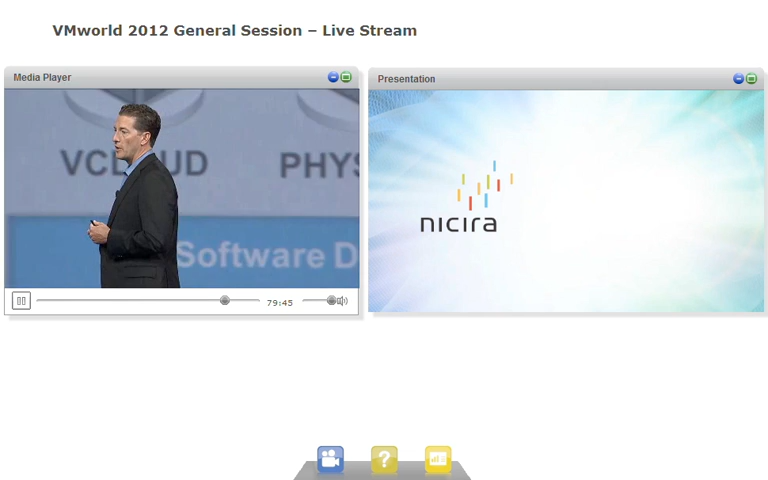 VMworld 2012 General Session – Live Stream
Media Player
Presentation
VCLOUD
PHYS
Software D
nicira
79:45
?